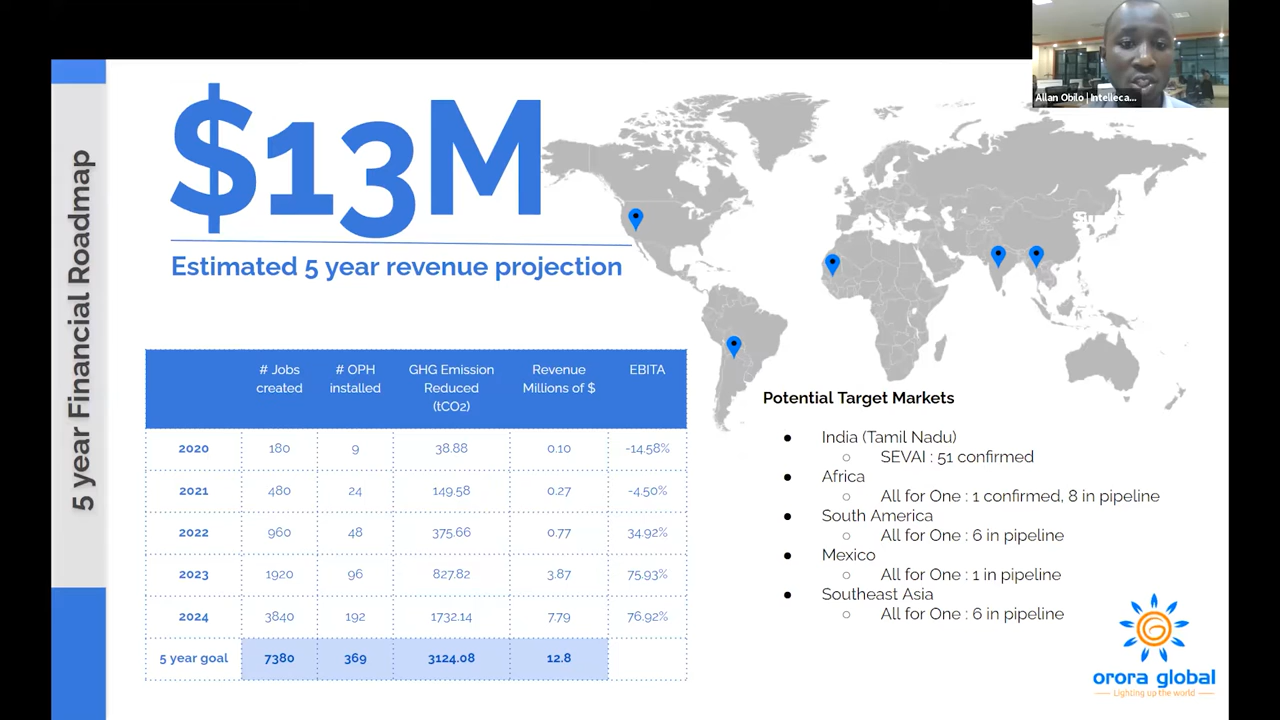 Allan Obilo | Intelleca...
5 year Financial Roadmap
$13M
Estimated 5 year revenue projection
# Jobs created # OPH installed GHG Emission Reduced (tCO2) Revenue Millions of $ EBITA
2020 180 9 38.88 0.10 -14.58%
2021 480 24 149.58 0.27 -4.50%
2022 960 48 375.66 0.77 34.92%
2023 1920 96 827.82 3.87 75.93%
2024 3840 192 1732.14 7.79 76.92%
5 year goal 7380 369 3124.08 12.8
Potential Target Markets
● India (Tamil Nadu)
○ SEVAI : 51 confirmed
● Africa
○ All for One : 1 confirmed, 8 in pipeline
● South America
○ All for One : 6 in pipeline
● Mexico
○ All for One : 1 in pipeline
● Southeast Asia
○ All for One : 6 in pipeline
orora global
Lighting up the world